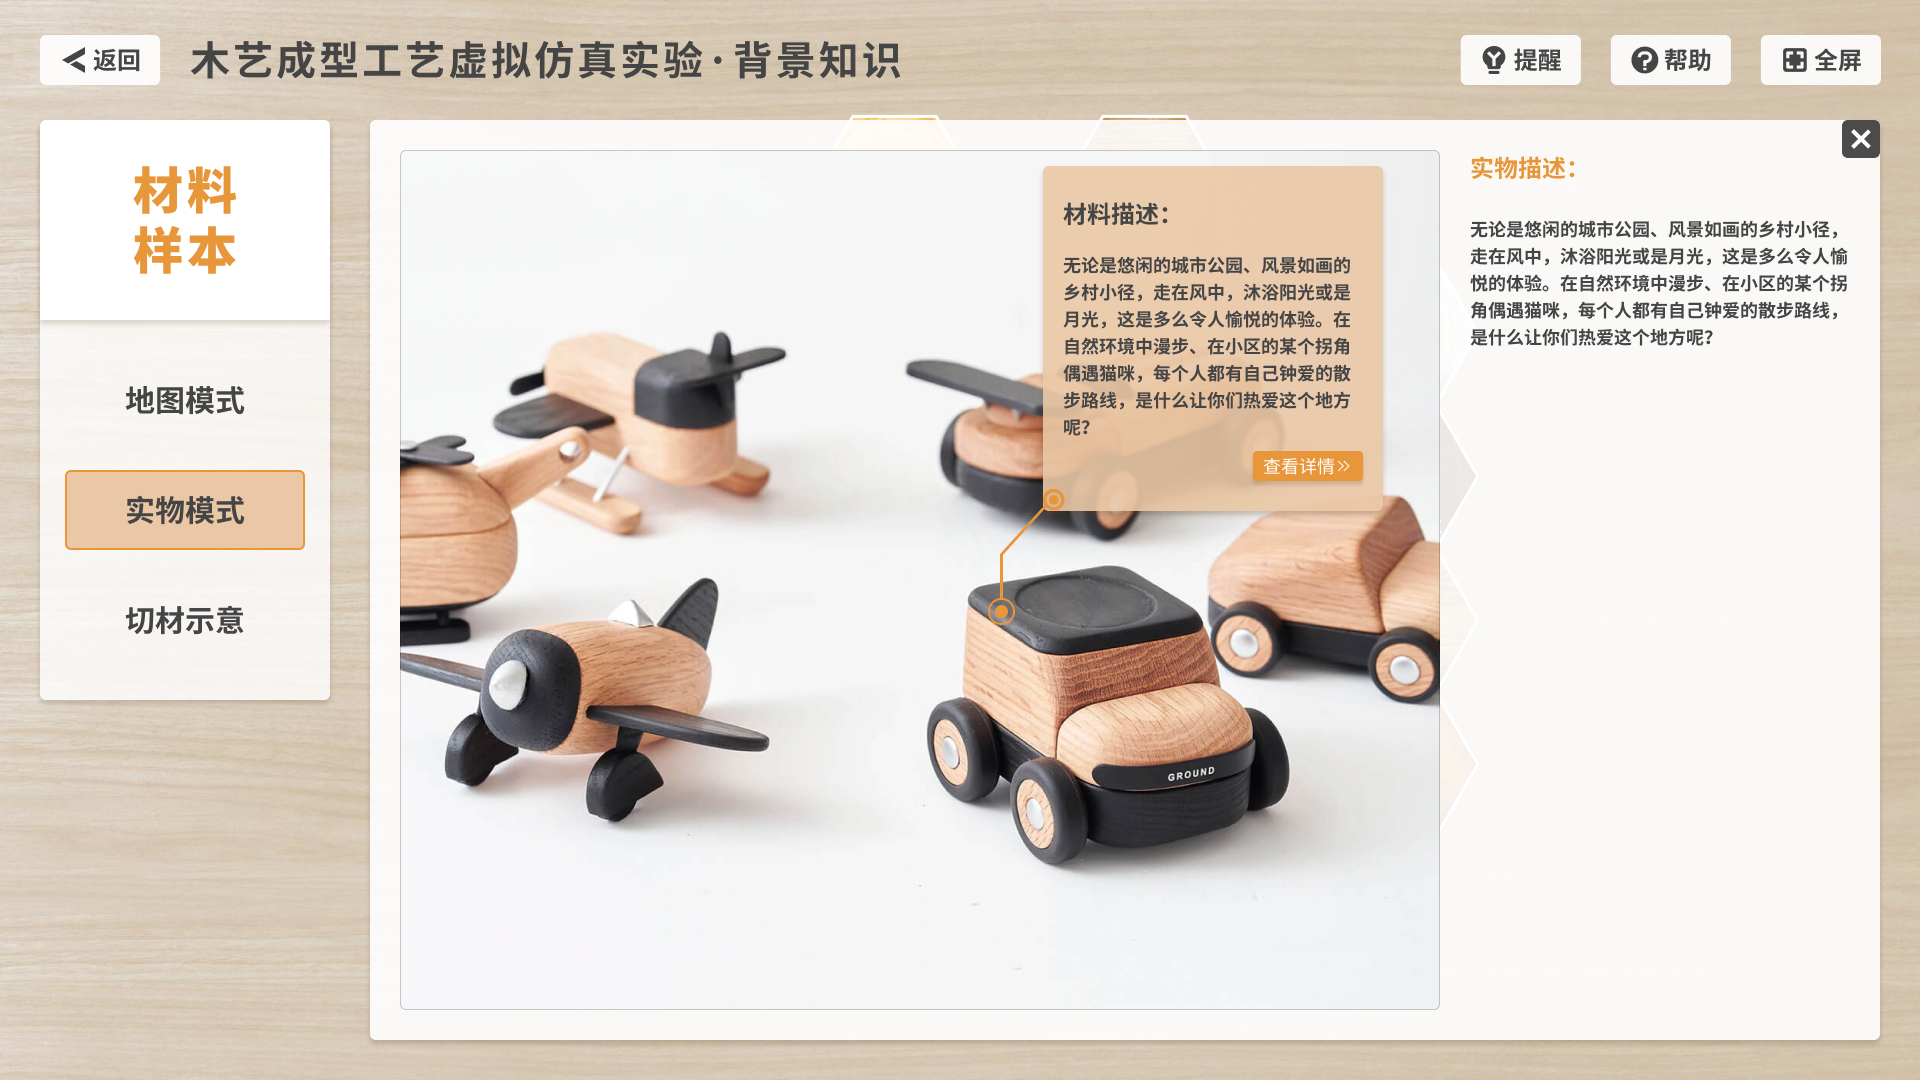 返回
木艺成型工艺虚拟仿真实验·背景知识
提醒
帮助
全屏
材料
样本
地图模式
实物模式
切材示意
材料描述：
无论是悠闲的城市公园、风景如画的
乡村小径，走在风中，沐浴阳光或是
月光，这是多么令人愉悦的体验。在
自然环境中漫步、在小区的某个拐角
偶遇猫咪，每个人都有自己钟爱的散
步路线，是什么让你们热爱这个地方
呢？
查看详情
GROUND
实物描述：
无论是悠闲的城市公园、风景如画的乡村小径，
走在风中，沐浴阳光或是月光，这是多么令人愉
悦的体验。在自然环境中漫步、在小区的某个拐
角偶遇猫咪，每个人都有自己钟爱的散步路线，
是什么让你们热爱这个地方呢？